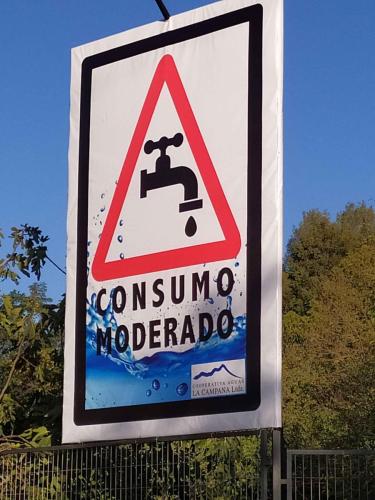 CONSUMO
MODERADO
COOPERATIVA AGUAS
LA CAMPANA Ltda.